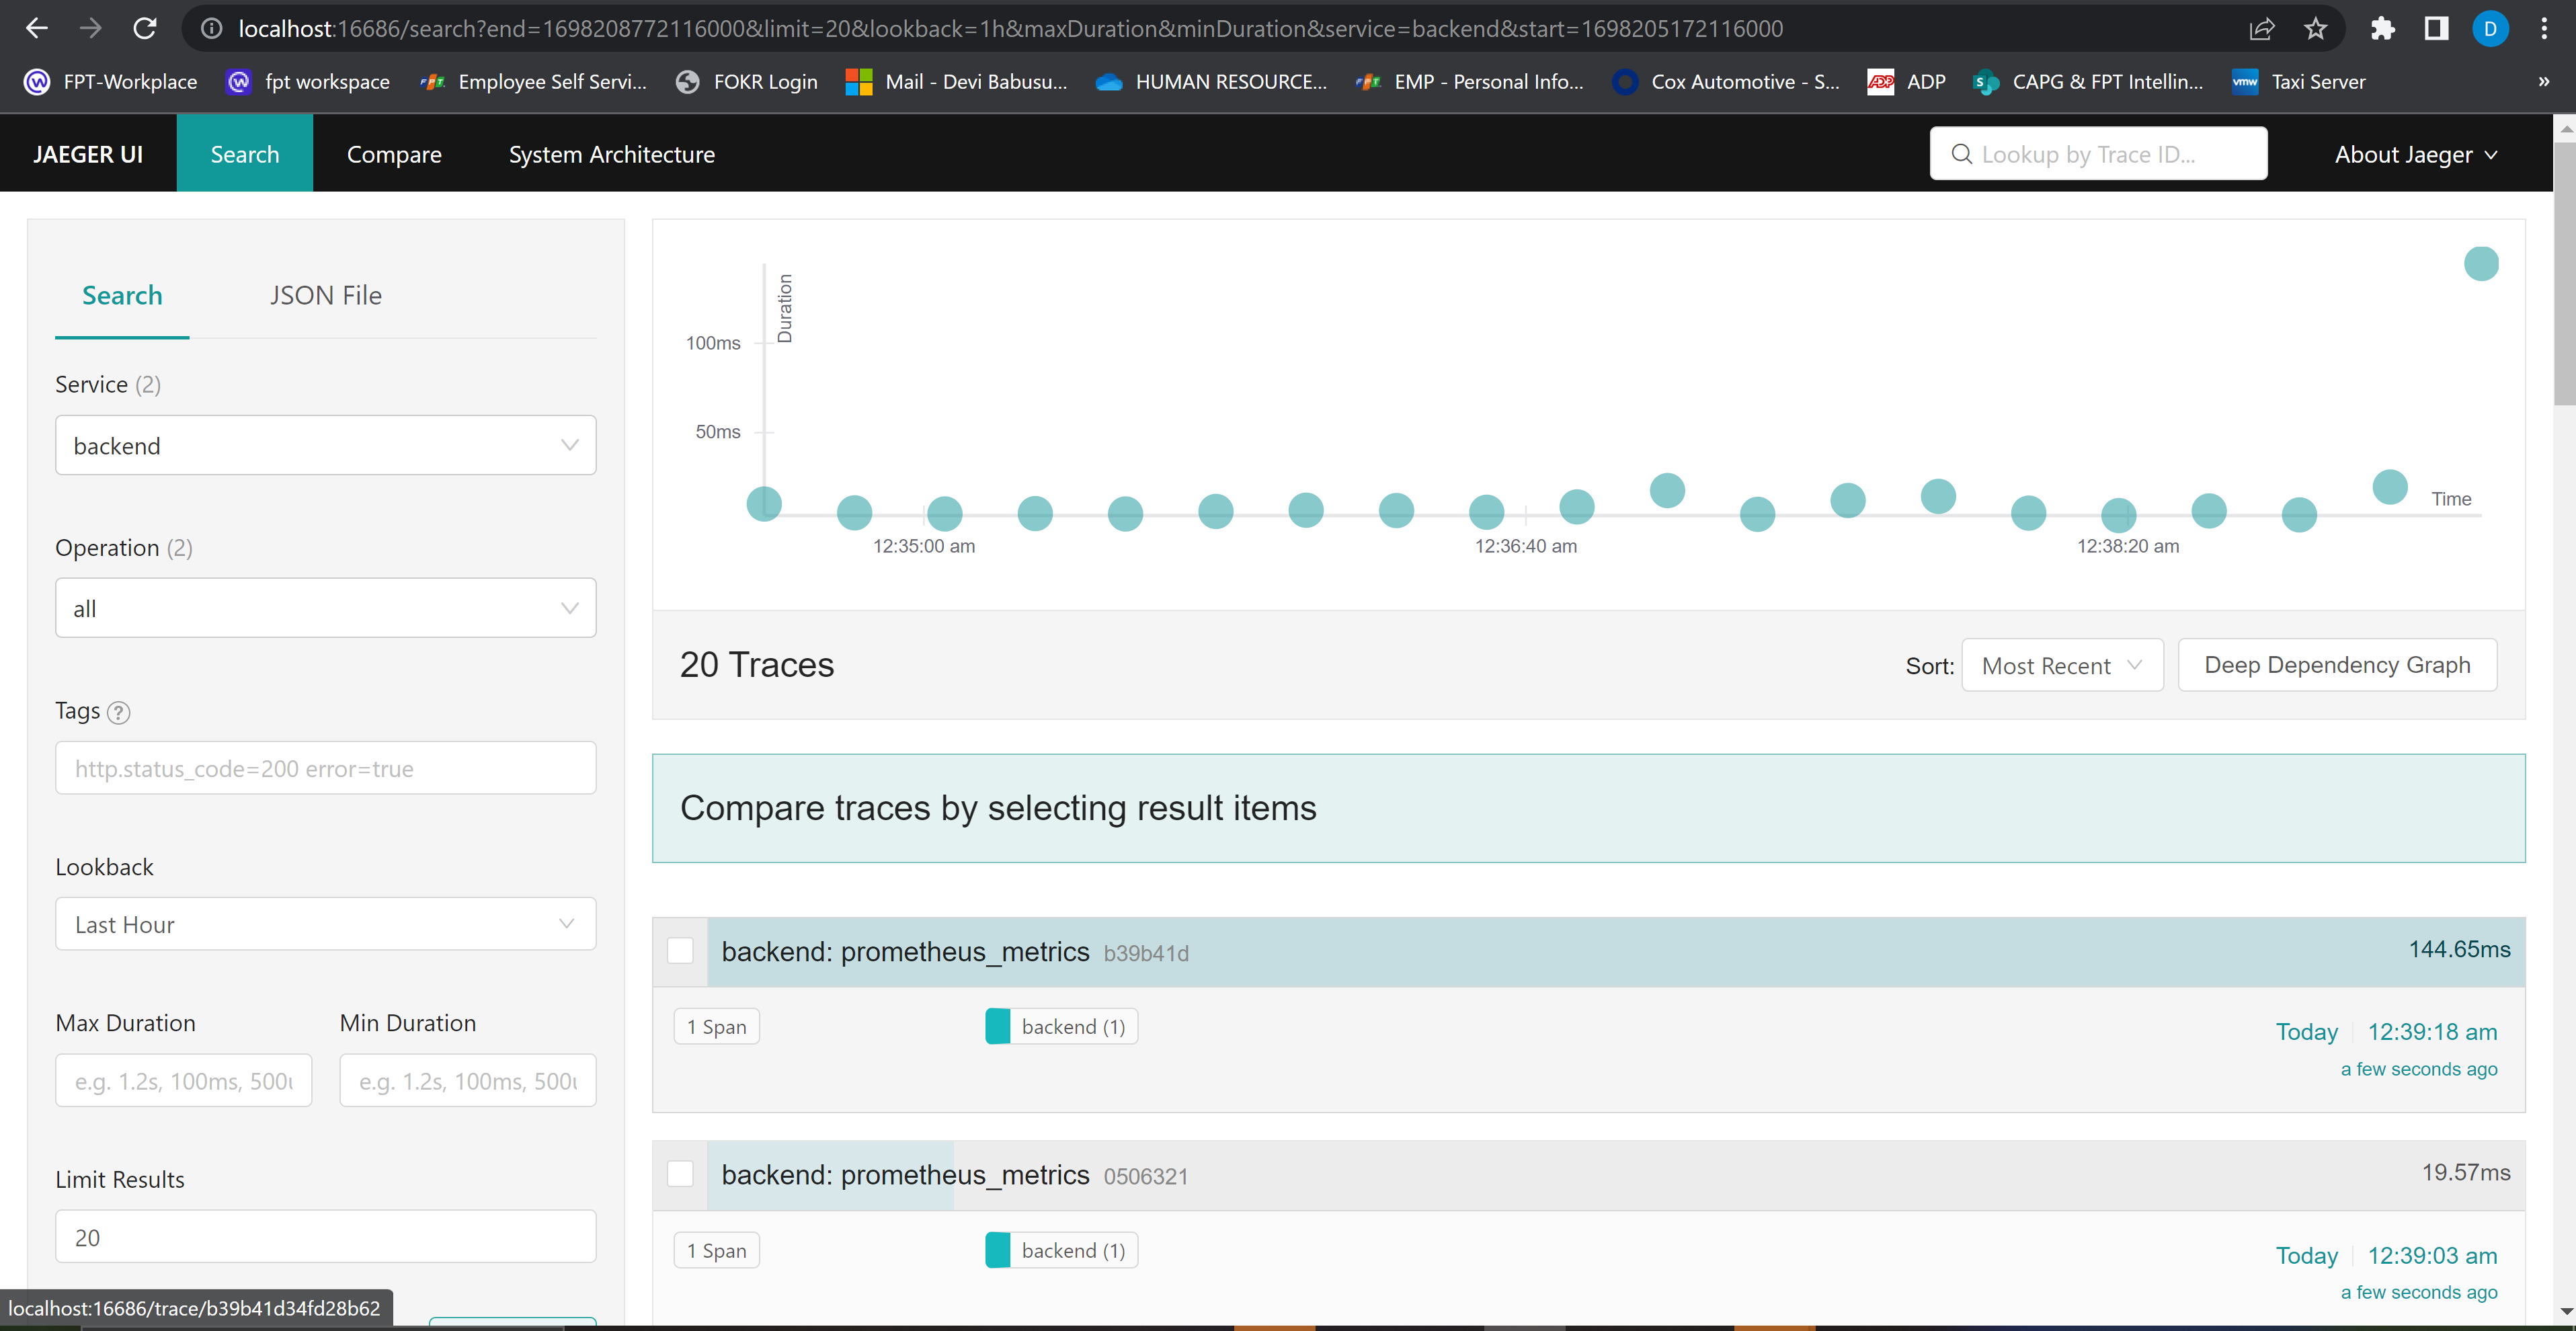 localhost:16686/search?end=1698208772116000&limit=20&lookback=1h&maxDuration&minDuration&service=backend&start=1698205172116000
D
FPT-Workplace
fpt workspace
Employee Self Servi...
FOKR Login
Mail - Devi Babusu...
HUMAN RESOURCE...
EMP - Personal Info...
Cox Automotive - S...
ADP ADP
S CAPG & FPT Intellin...
vmw Taxi Server
»
JAEGER UI
Search
Compare
System Architecture
Lookup by Trace ID...
About Jaeger
Search
JSON File
Service (2)
backend
Operation (2)
all
Tags ?
http.status_code=200 error=true
Lookback
Last Hour
Max Duration
Min Duration
e.g. 1.2s, 100ms, 500u
e.g. 1.2s, 100ms, 500u
Limit Results
20
localhost:16686/trace/b39b41d34fd28b62
Duration
100ms
50ms
Time
12:35:00 am
12:36:40 am
12:38:20 am
20 Traces
Sort: Most Recent
Deep Dependency Graph
Compare traces by selecting result items
backend: prometheus_metrics b39b41d
144.65ms
1 Span
backend (1)
Today 12:39:18 am
a few seconds ago
backend: prometheus_metrics 0506321
19.57ms
1 Span
backend (1)
Today 12:39:03 am
a few seconds ago